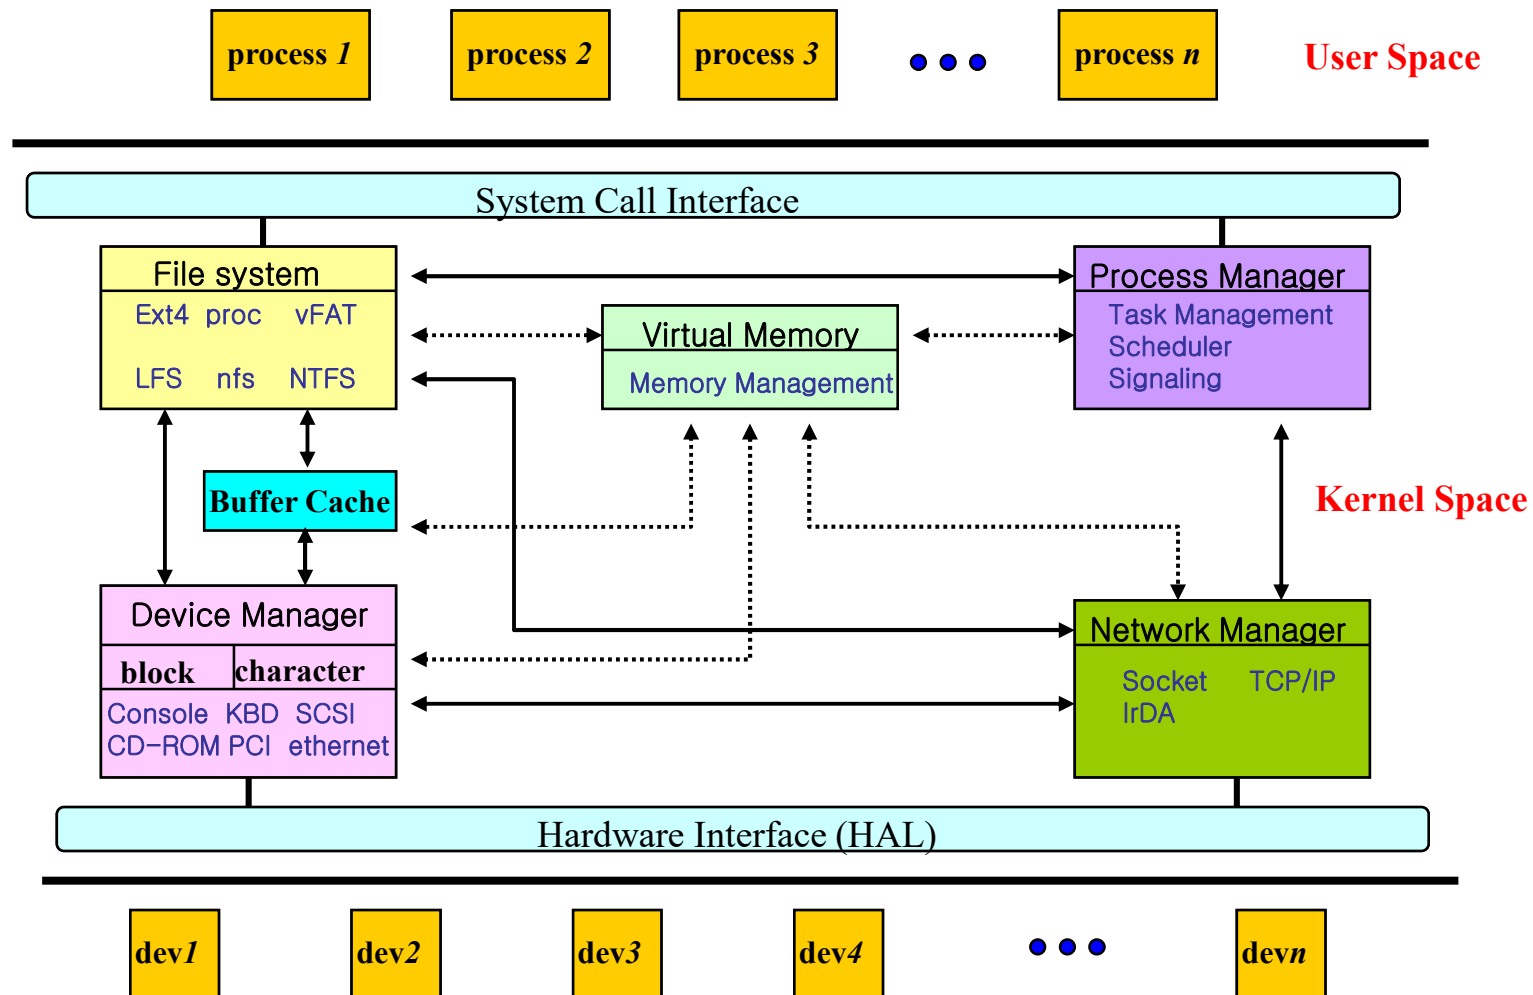 process 1 process 2 process 3 process n User Space
System Call Interface
File system
Ext4 proc vFAT
LFS nfs NTFS
Virtual Memory
Memory Management
Process Manager
Task Management
Scheduler
Signaling
Buffer Cache
Kernel Space
Device Manager
block character
Console KBD SCSI
CD-ROM PCI ethernet
Network Manager
Socket TCP/IP
IrDA
Hardware Interface (HAL)
dev1 dev2 dev3 dev4 devn